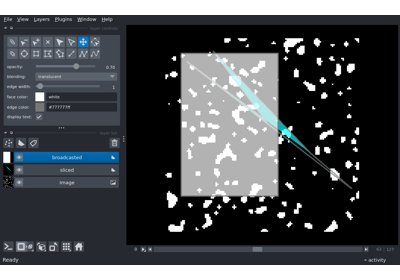 File View Layers Plugins Window Help
opacity: 0.70
blending: translucent
edge width: 1
face color: white
edge color: #777777ff
display text: ✓
broadcasted
sliced
image
Ready
activity